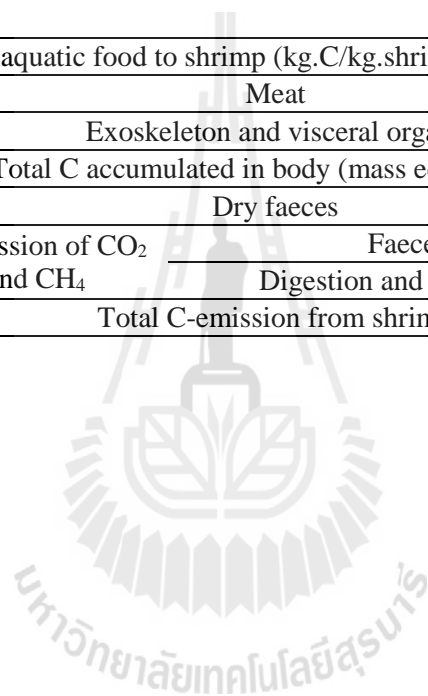 aquatic food to shrimp (kg.C/kg.shri
Meat
Exoskeleton and visceral orga
Total C accumulated in body (mass e
Dry faeces
ssion of CO₂
Faece
nd CH₄
Digestion and
Total C-emission from shrim
มหาวิทยาลัยเทคโนโลยีสุรนารี